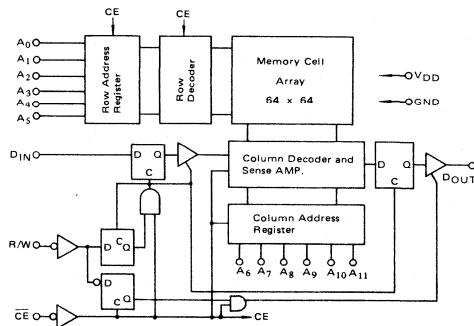 CE
A0
A1
A2
A3
A4
A5
Row Address
Register
Row
Decoder
Memory Cell
Array
64 x 64
VDD
GND
DIN
D Q
C
Column Decoder and
Sense AMP.
D Q
C
DOUT
Column Address
Register
R/W
D C Q
A6 A7 A8 A9 A10 A11
D Q
C
CE
CE